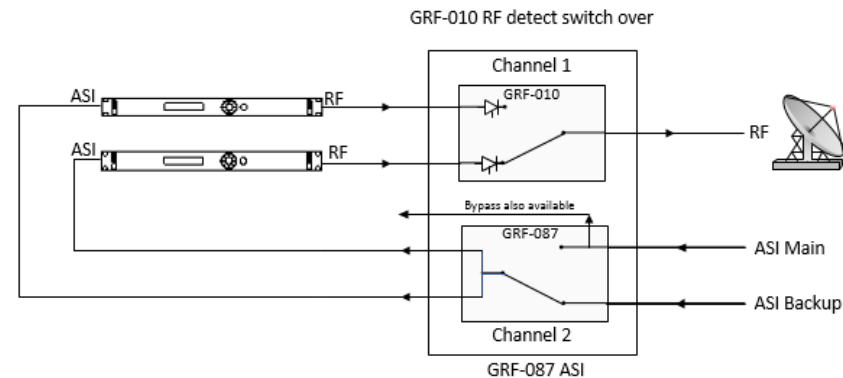 GRF-010 RF detect switch over
Channel 1
GRF-010
ASI
RF
ASI
RF
RF
Bypass also available
GRF-087
ASI Main
ASI Backup
Channel 2
GRF-087 ASI